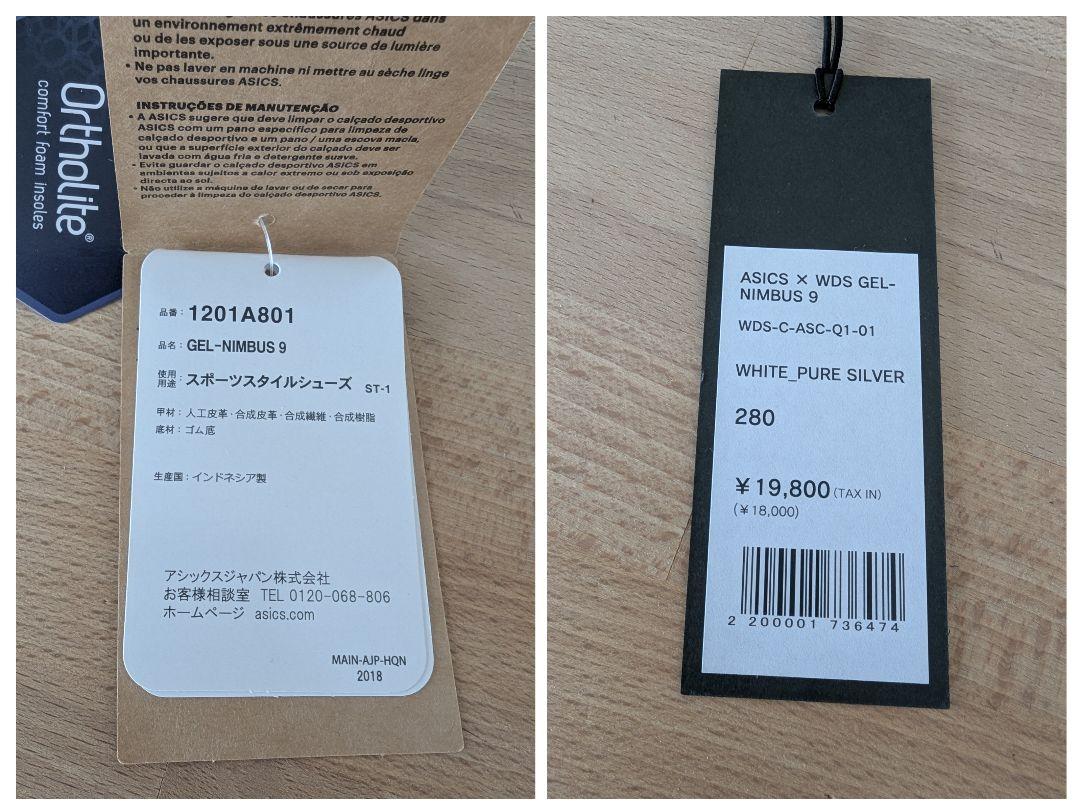 Ortholite®
comfort foam insoles
chaussures ASICS dans
un environnement extrêmement chaud
ou de les exposer sous une source de lumière
importante.
• Ne pas laver en machine ni mettre au sèche linge
vos chaussures ASICS.
INSTRUÇÕES DE MANUTENÇÃO
• A ASICS sugere que deve limpar o calçado desportivo
ASICS com um pano específico para limpeza de
calçado desportivo e um pano / uma escova macia,
ou que a superfície exterior do calçado deve ser
lavada com água fria e detergente suave.
• Evite guardar o calçado desportivo ASICS em
ambientes sujeitos a calor extremo ou sob exposição
directa ao sol.
• Não utilize a máquina de lavar ou de secar para
proceder à limpeza do calçado desportivo ASICS.
品番：1201A801
品名：GEL-NIMBUS 9
使用用途：スポーツスタイルシューズ ST-1
甲材：人工皮革・合成皮革・合成繊維・合成樹脂
底材：ゴム底
生産国：インドネシア製
アシックスジャパン株式会社
お客様相談室 TEL 0120-068-806
ホームページ asics.com
MAIN-AJP-HQN
2018
ASICS × WDS GEL-
NIMBUS 9
WDS-C-ASC-Q1-01
WHITE_PURE SILVER
280
¥19,800 (TAX IN)
(¥18,000)
2 200001 736474